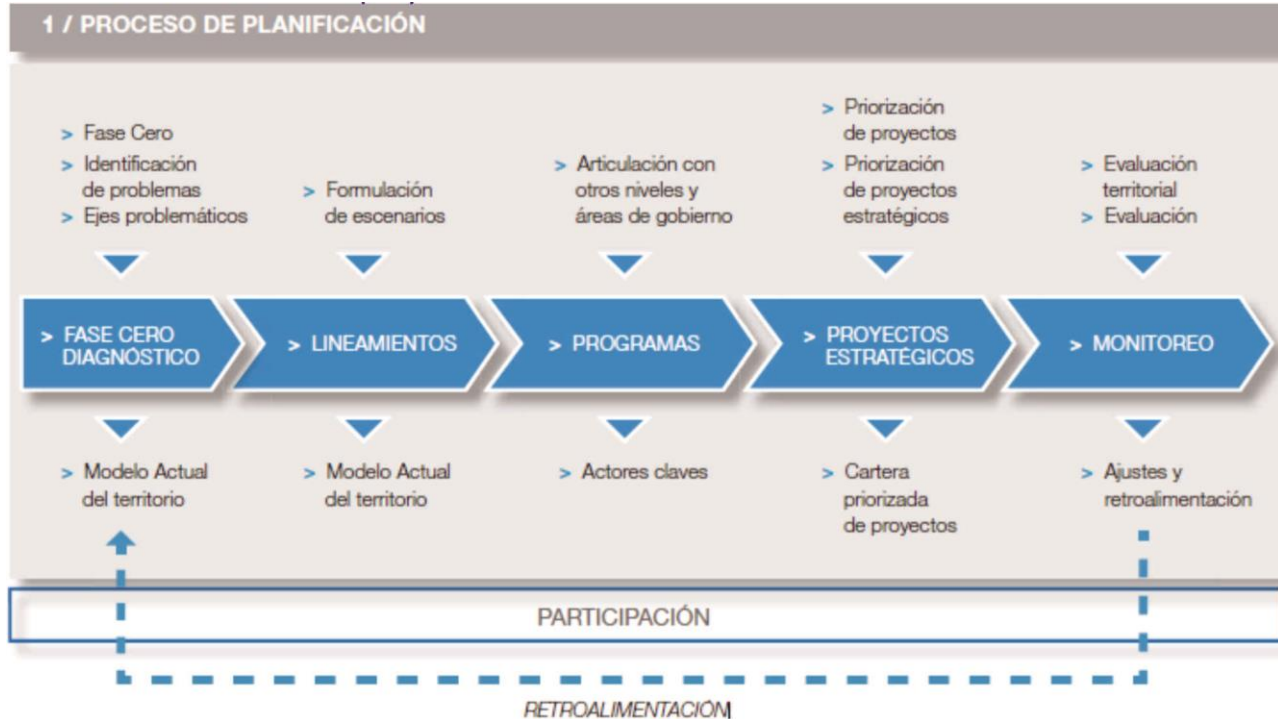 1 / PROCESO DE PLANIFICACIÓN
> Fase Cero
> Identificación
de problemas
> Ejes problemáticos
> Formulación
de escenarios
> Articulación con
otros niveles y
áreas de gobierno
> Priorización
de proyectos
> Priorización
de proyectos
estratégicos
> Evaluación
territorial
> Evaluación
> FASE CERO
DIAGNÓSTICO
> LINEAMIENTOS
> PROGRAMAS
> PROYECTOS
ESTRATÉGICOS
> MONITOREO
> Modelo Actual
del territorio
> Modelo Actual
del territorio
> Actores claves
> Cartera
priorizada
de proyectos
> Ajustes y
retroalimentación
PARTICIPACIÓN
RETROALIMENTACIÓN